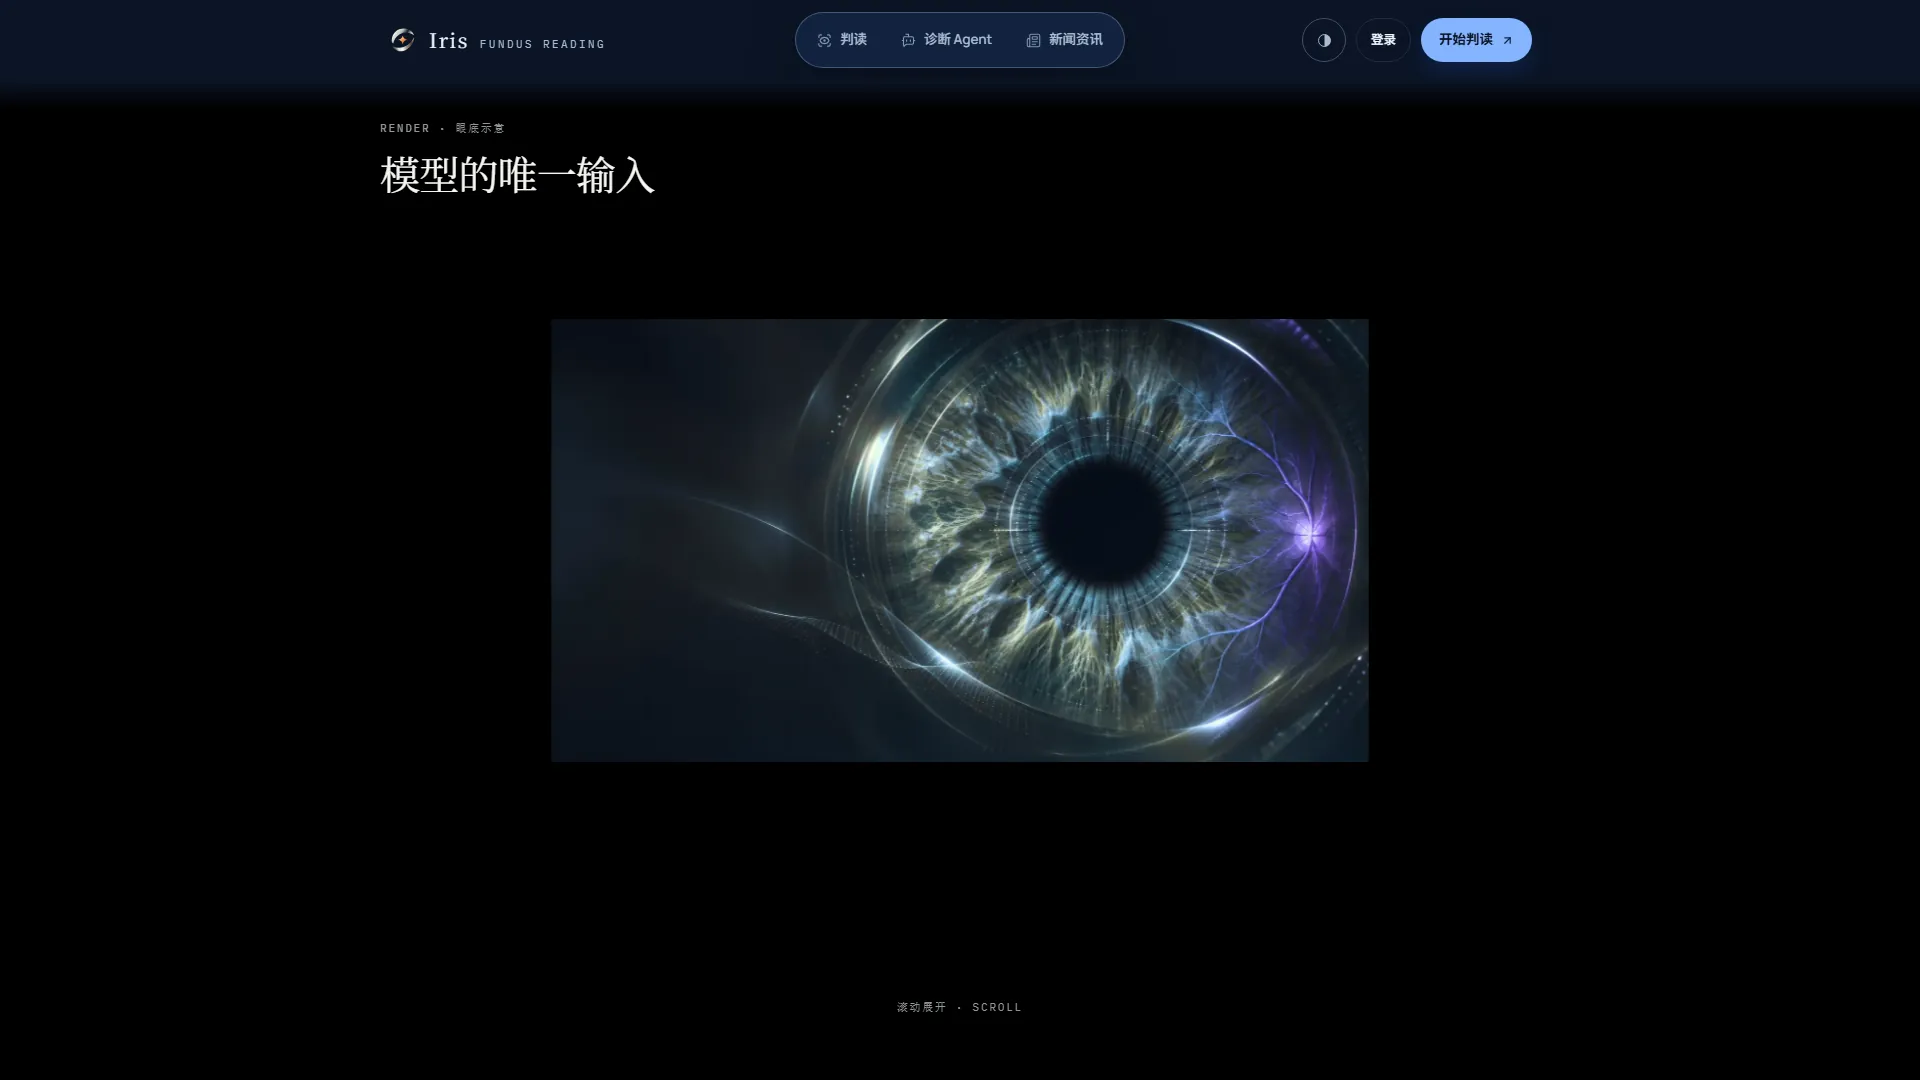 Iris FUNDUS READING
判读 诊断 Agent 新闻资讯
登录 开始判读
RENDER · 眼底示意
模型的唯一输入
滚动展开 · SCROLL